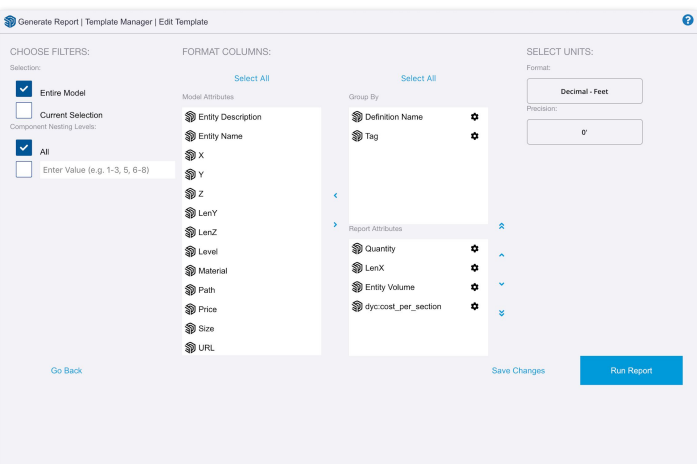 Generate Report | Template Manager | Edit Template
?
CHOOSE FILTERS:
Selection:
Entire Model
Current Selection
Component Nesting Levels:
All
Enter Value (e.g. 1-3, 5, 6-8)
FORMAT COLUMNS:
Select All
Model Attributes
Entity Description
Entity Name
X
Y
Z
LenY
LenZ
Level
Material
Path
Price
Size
URL
Select All
Group By
Definition Name
Tag
Report Attributes
Quantity
LenX
Entity Volume
dyc:cost_per_section
SELECT UNITS:
Format:
Decimal - Feet
Precision:
0'
Go Back
Save Changes
Run Report